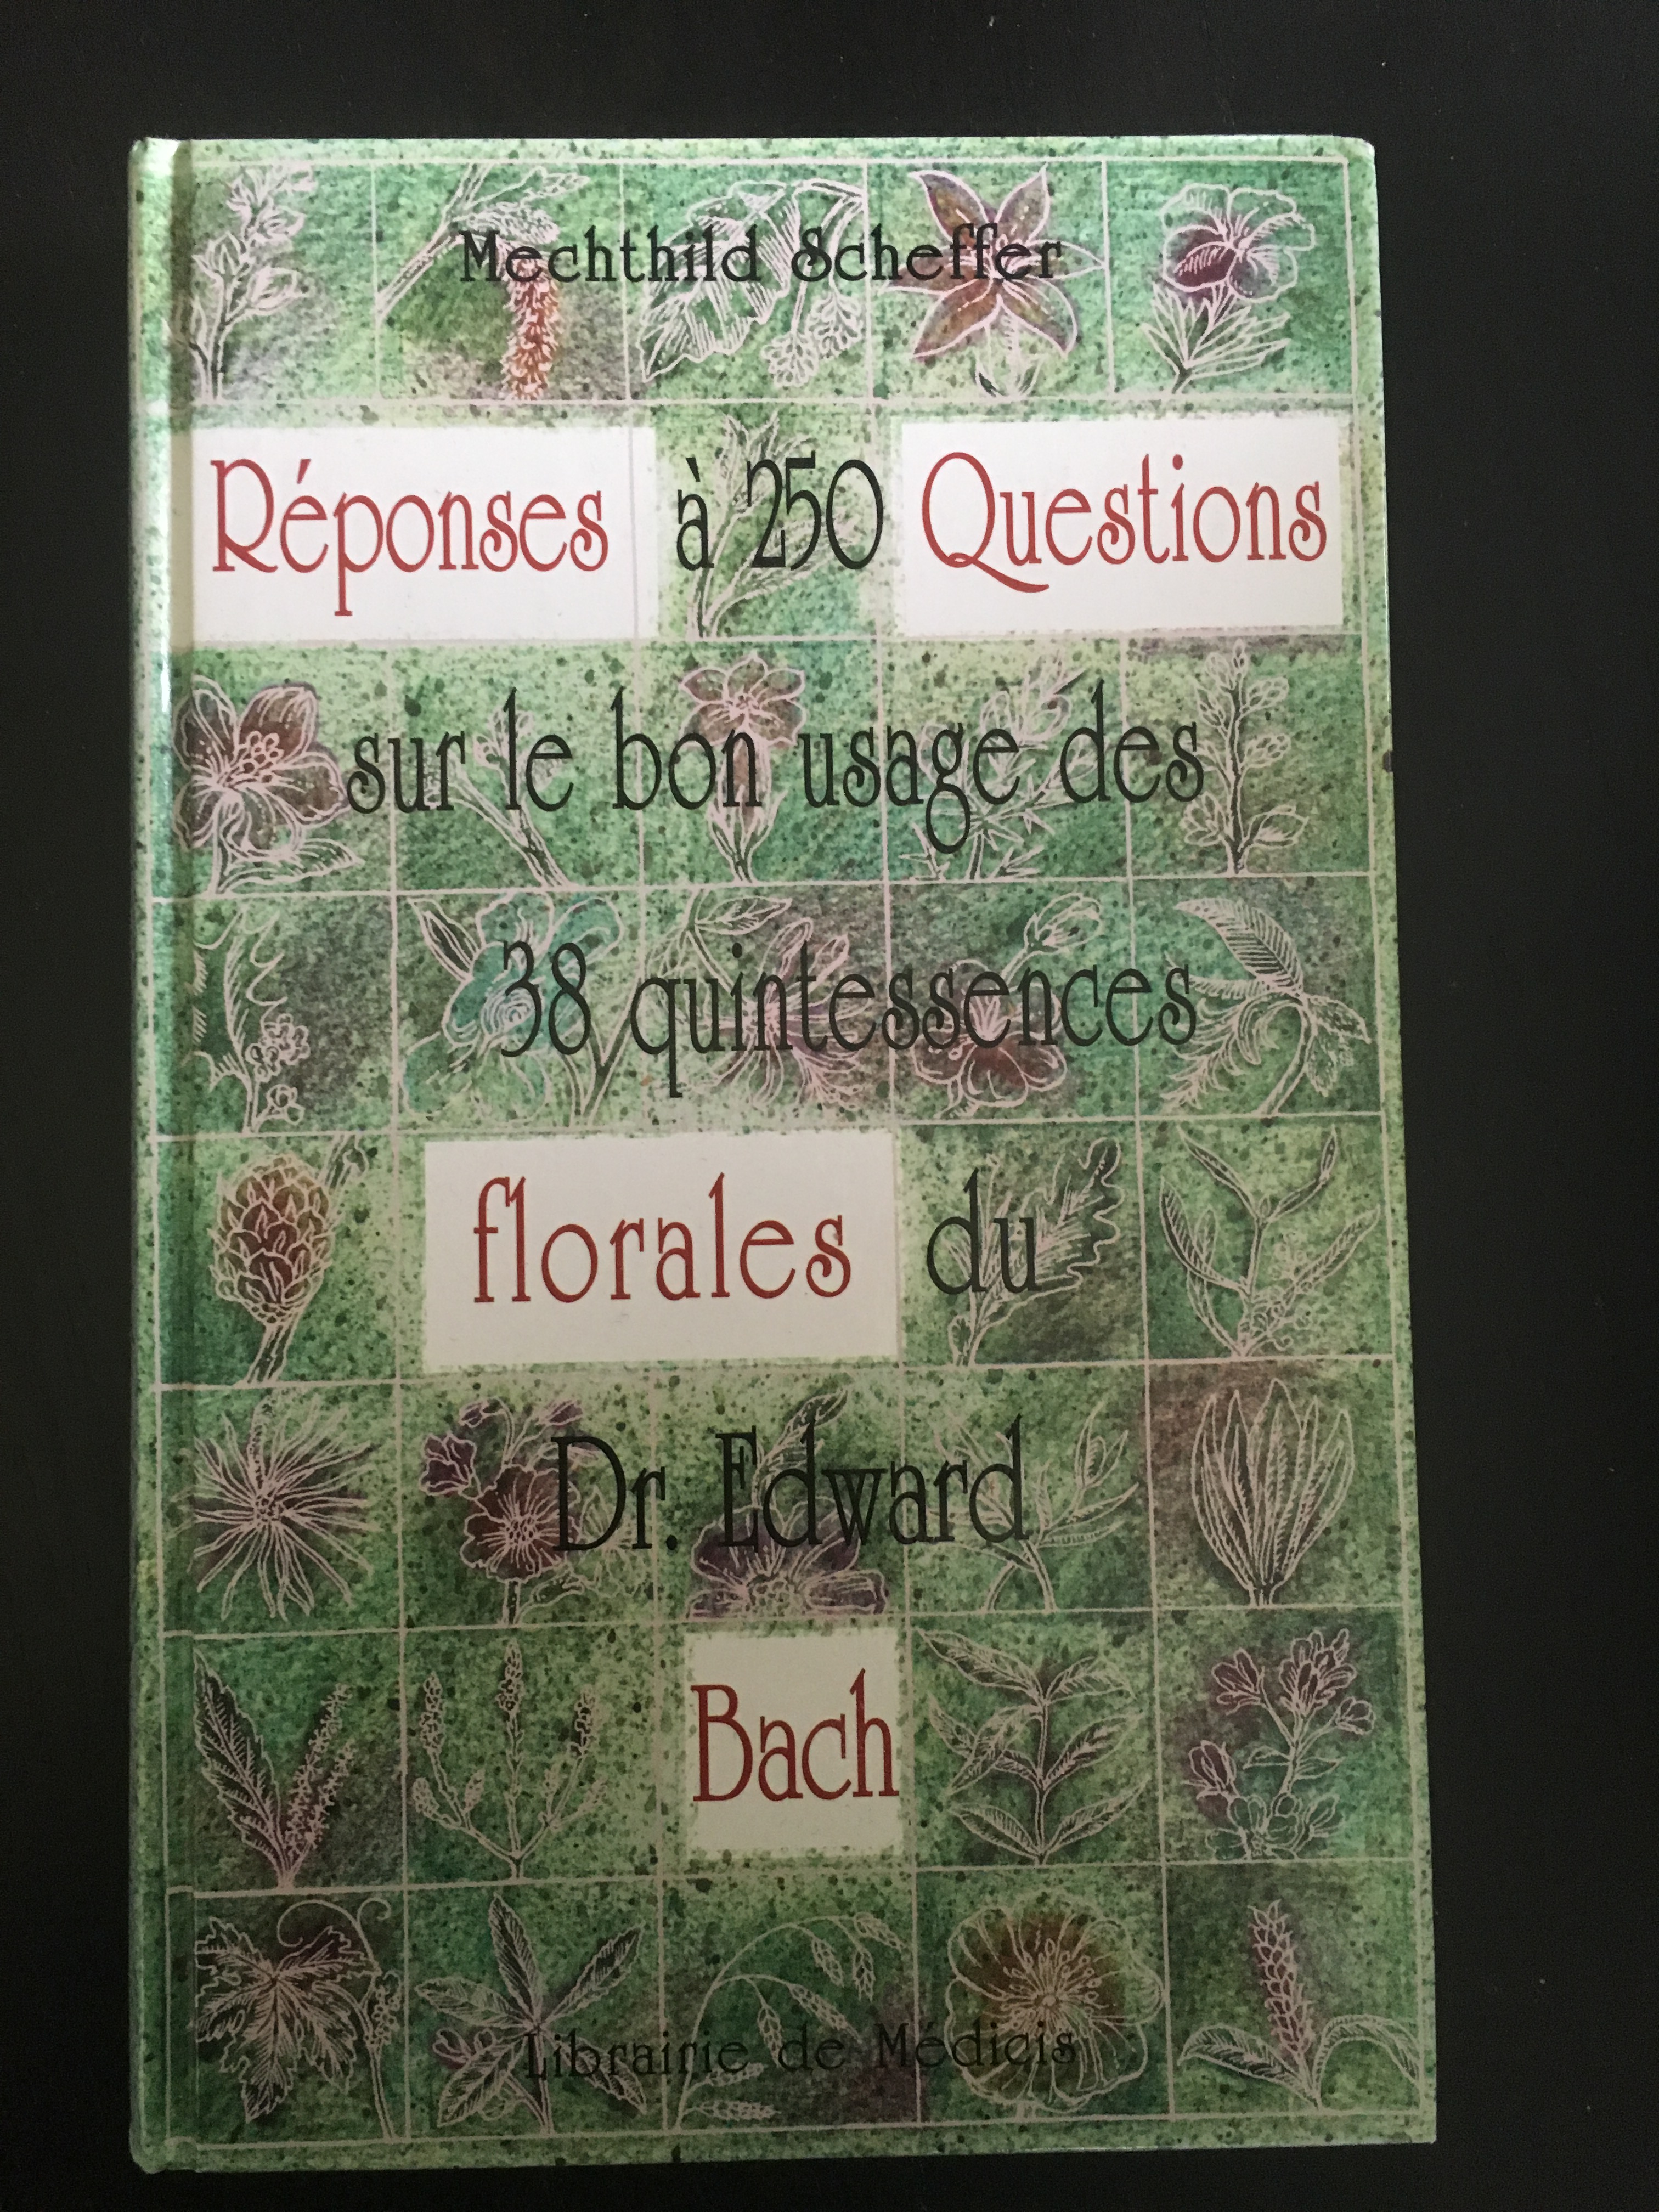 Mechthild Scheffer
Réponses à 250 Questions
sur le bon usage des
38 quintessences
florales du
Dr. Edward
Bach
Librairie de Médicis